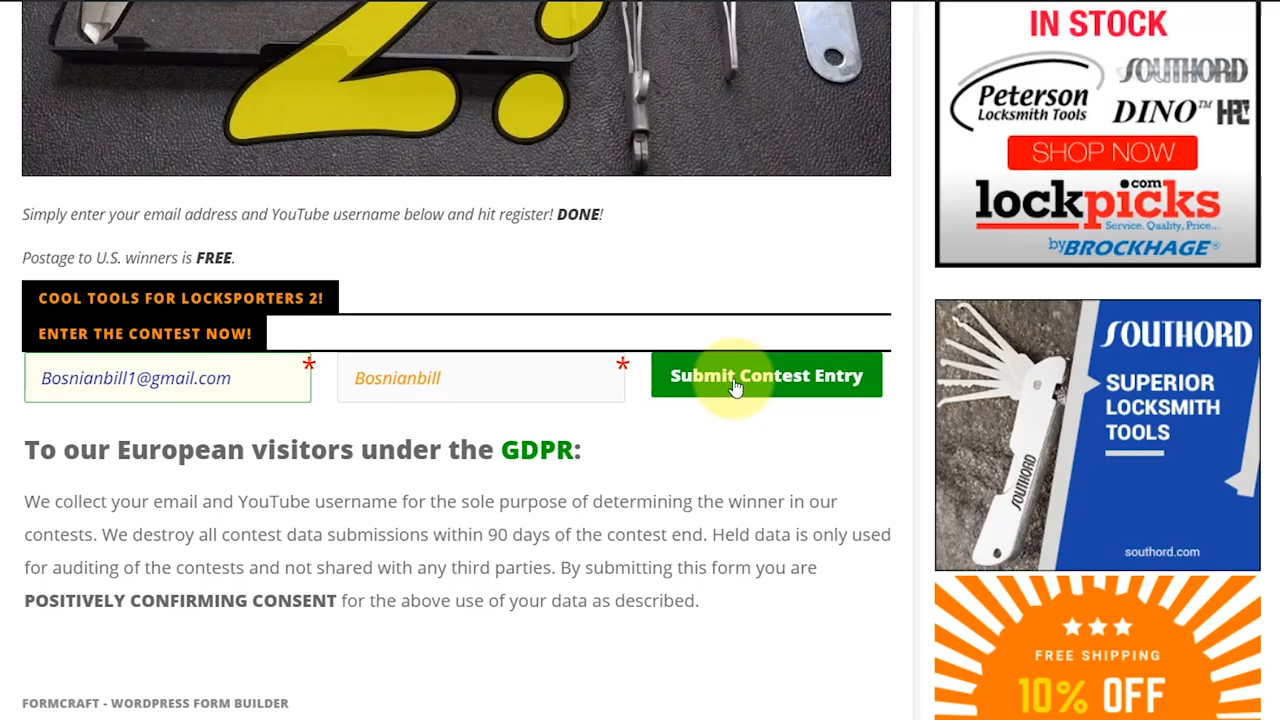 2:
Simply enter your email address and YouTube username below and hit register! DONE!
Postage to U.S. winners is FREE.
COOL TOOLS FOR LOCKSPORTERS 2!
ENTER THE CONTEST NOW!
Bosnianbill1@gmail.com *
Bosnianbill *
Submit Contest Entry
To our European visitors under the GDPR:
We collect your email and YouTube username for the sole purpose of determining the winner in our
contests. We destroy all contest data submissions within 90 days of the contest end. Held data is only used
for auditing of the contests and not shared with any third parties. By submitting this form you are
POSITIVELY CONFIRMING CONSENT for the above use of your data as described.
FORMCRAFT - WORDPRESS FORM BUILDER
IN STOCK
Peterson
Locksmith Tools
SOUTHORD
DINO™ HPC
SHOP NOW
lockpicks.com
Service, Quality, Price...
by BROCKHAGE®
SOUTHORD
SUPERIOR
LOCKSMITH
TOOLS
SOUTHORD
southord.com
FREE SHIPPING
10% OFF